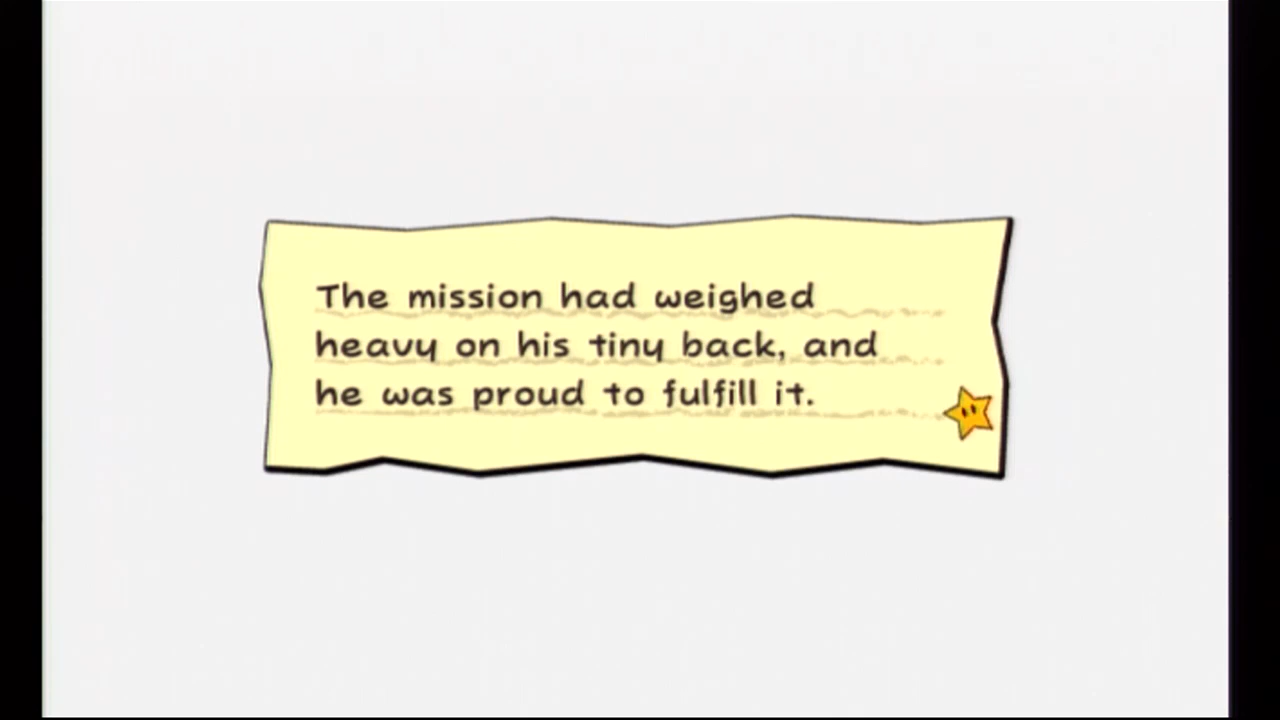 The mission had weighed
heavy on his tiny back, and
he was proud to fulfill it.